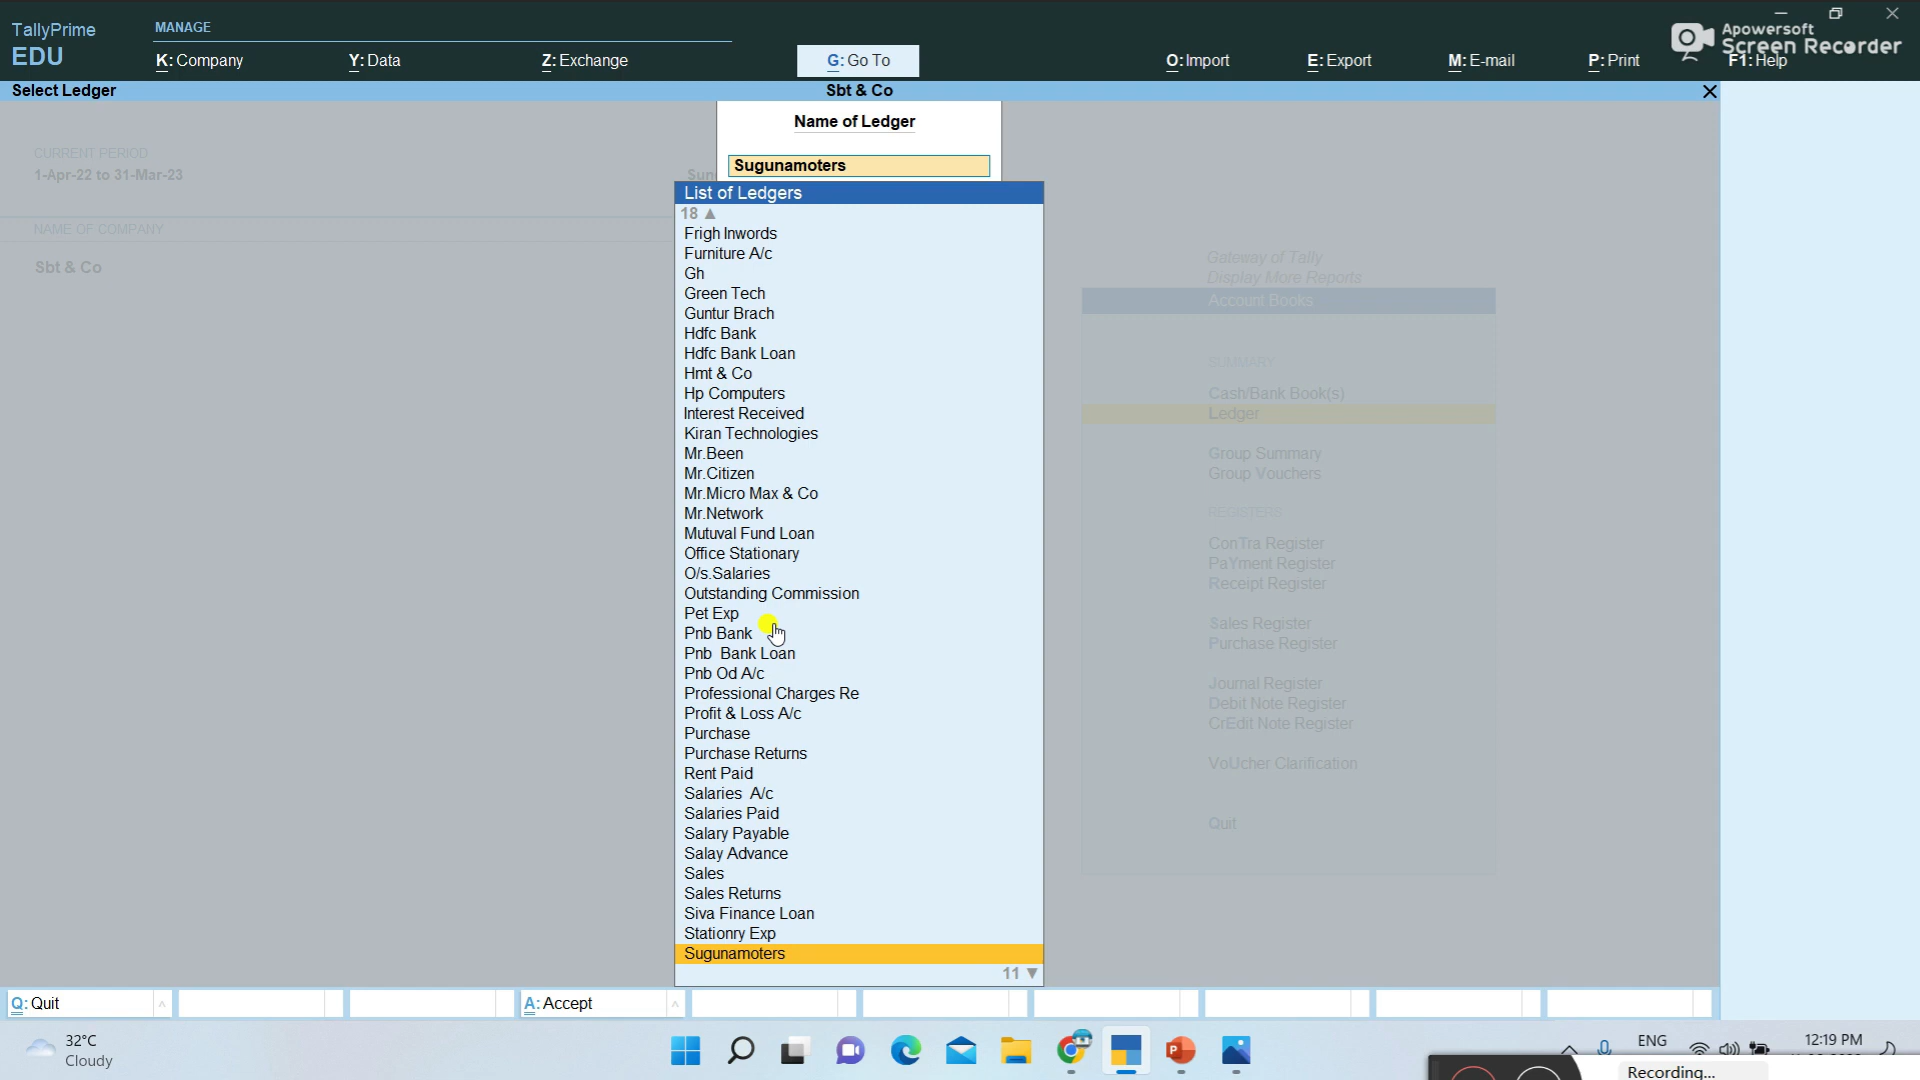 TallyPrime
EDU
MANAGE
K: Company
Y: Data
Z: Exchange
G: Go To
O: Import
E: Export
M: E-mail
P: Print
F1: Help
Apowersoft
Screen Recorder
Select Ledger
Sbt & Co
Name of Ledger
Sugunamoters
CURRENT PERIOD
1-Apr-22 to 31-Mar-23
NAME OF COMPANY
Sbt & Co
List of Ledgers
18
Frigh Inwords
Furniture A/c
Gh
Green Tech
Guntur Brach
Hdfc Bank
Hdfc Bank Loan
Hmt & Co
Hp Computers
Interest Received
Kiran Technologies
Mr.Been
Mr.Citizen
Mr.Micro Max & Co
Mr.Network
Mutuval Fund Loan
Office Stationary
O/s.Salaries
Outstanding Commission
Pet Exp
Pnb Bank
Pnb  Bank Loan
Pnb Od A/c
Professional Charges Re
Profit & Loss A/c
Purchase
Purchase Returns
Rent Paid
Salaries  A/c
Salaries Paid
Salary Payable
Salay Advance
Sales
Sales Returns
Siva Finance Loan
Stationry Exp
Sugunamoters
11
Gateway of Tally
Display More Reports
Account Books
SUMMARY
Cash/Bank Book(s)
Ledger
Group Summary
Group Vouchers
REGISTERS
ConTra Register
PaYment Register
Receipt Register
Sales Register
Purchase Register
Journal Register
Debit Note Register
CrEdit Note Register
VoUcher Clarification
Quit
Q: Quit
A: Accept
32°C
Cloudy
ENG
12:19 PM
Recording...